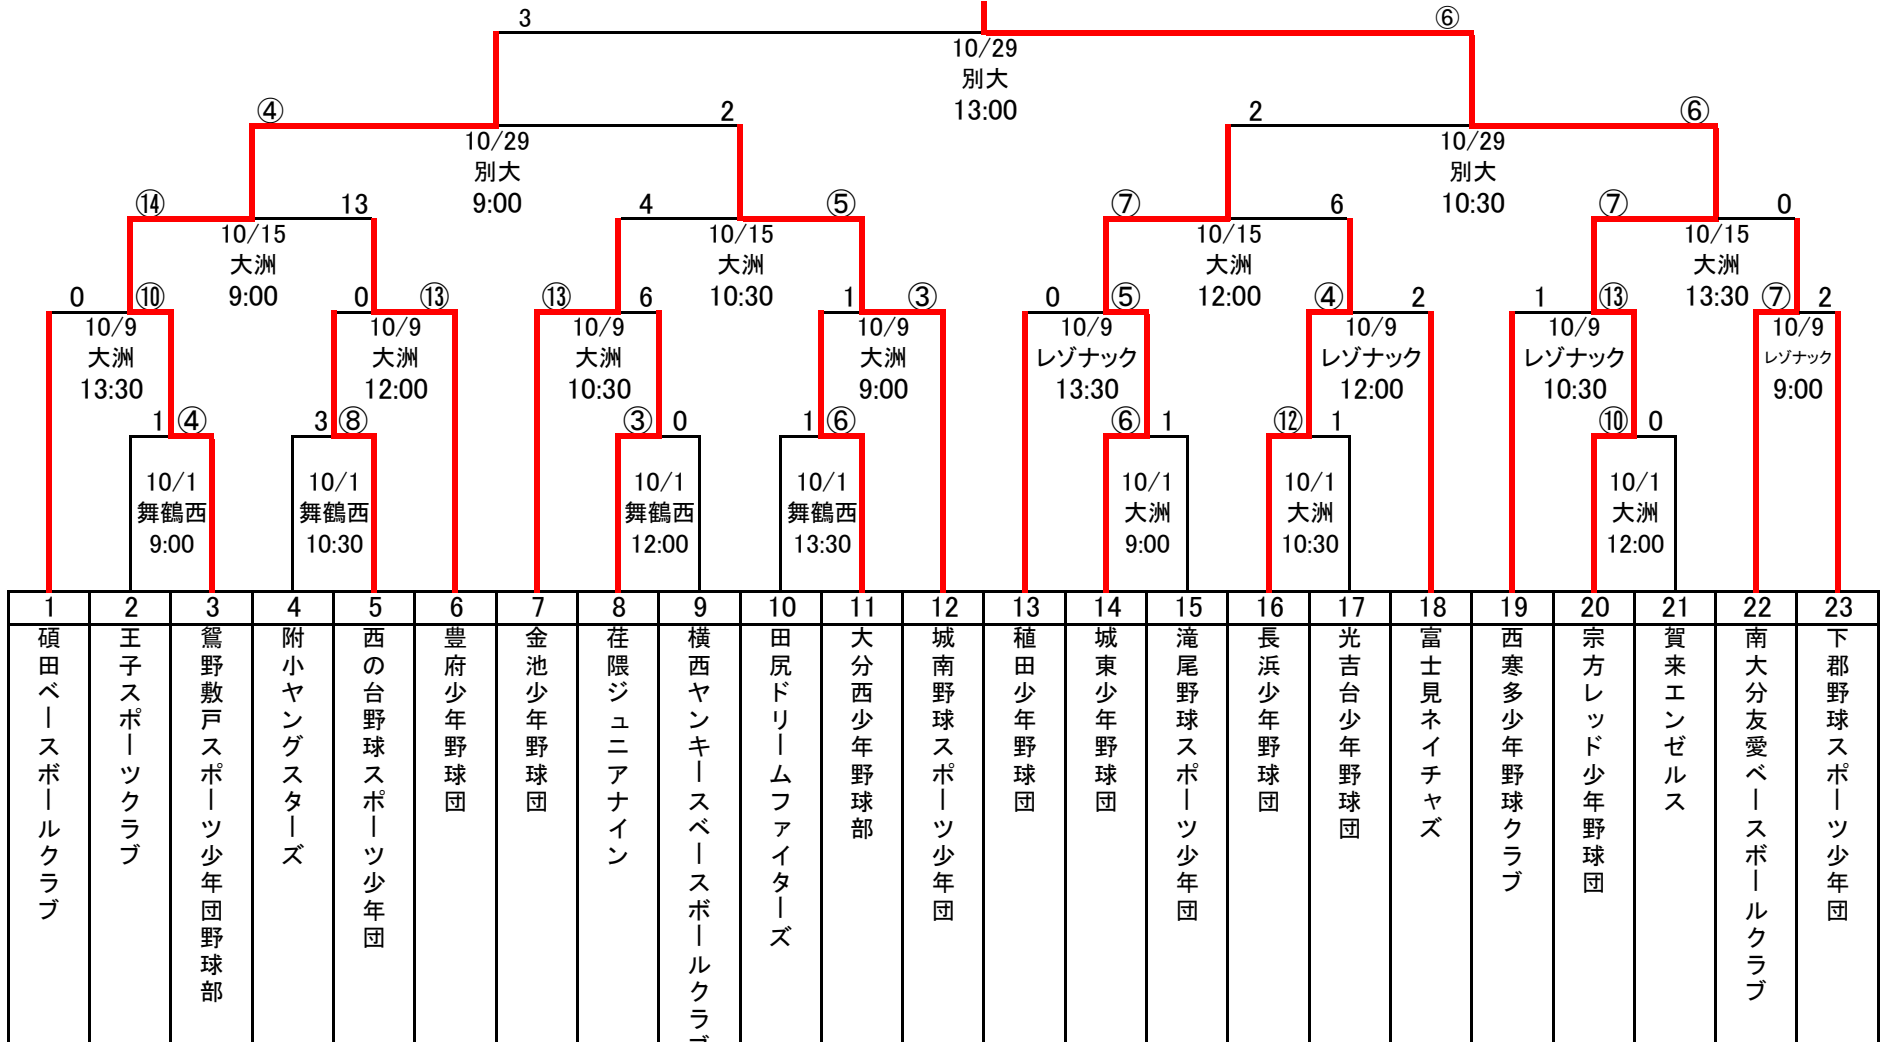 3 ⑥
10/29
別大
13:00
④ 2 2 ⑥
10/29 10/29
別大 別大
9:00 10:30
⑭ 13 4 ⑤ ⑦ 6 ⑦ 0
10/15 10/15 10/15 10/15
大洲 大洲 大洲 大洲
9:00 10:30 12:00 13:30
0 ⑩ 0 ⑬ ⑬ 6 1 ③ 0 ⑤ ④ 2 1 ⑬ ⑦ 2
10/9 10/9 10/9 10/9 10/9 10/9 10/9 10/9
大洲 大洲 大洲 大洲 レゾナック レゾナック レゾナック レゾナック
13:30 12:00 10:30 9:00 13:30 12:00 10:30 9:00
1 ④ 3 ⑧ ③ 0 1 ⑥ ⑥ 1 ⑫ 1 ⑩ 0
10/1 10/1 10/1 10/1 10/1 10/1 10/1
舞鶴西 舞鶴西 舞鶴西 舞鶴西 大洲 大洲 大洲
9:00 10:30 12:00 13:30 9:00 10:30 12:00
1 2 3 4 5 6 7 8 9 10 11 12 13 14 15 16 17 18 19 20 21 22 23
碩田ベースボールクラブ
王子スポーツクラブ
鴛野敷戸スポーツ少年団野球部
附小ヤングスターズ
西の台野球スポーツ少年団
豊府少年野球団
金池少年野球団
荏隈ジュニアナイン
横西ヤンキースベースボールクラブ
田尻ドリームファイターズ
大分西少年野球部
城南野球スポーツ少年団
稙田少年野球団
城東少年野球団
滝尾野球スポーツ少年団
長浜少年野球団
光吉台少年野球団
富士見ネイチャズ
西寒多少年野球クラブ
宗方レッド少年野球団
賀来エンゼルス
南大分友愛ベースボールクラブ
下郡野球スポーツ少年団